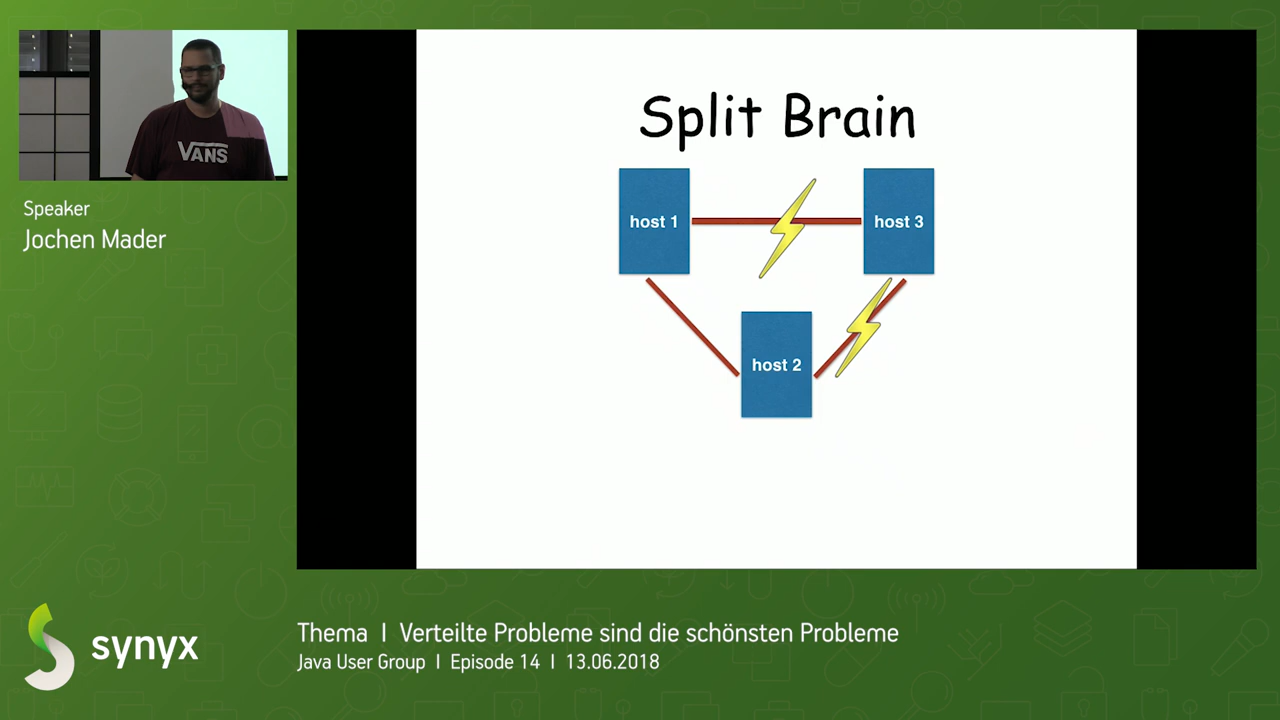 VANS
Speaker
Jochen Mader
Split Brain
host 1
host 3
host 2
synyx
Thema | Verteilte Probleme sind die schönsten Probleme
Java User Group | Episode 14 | 13.06.2018